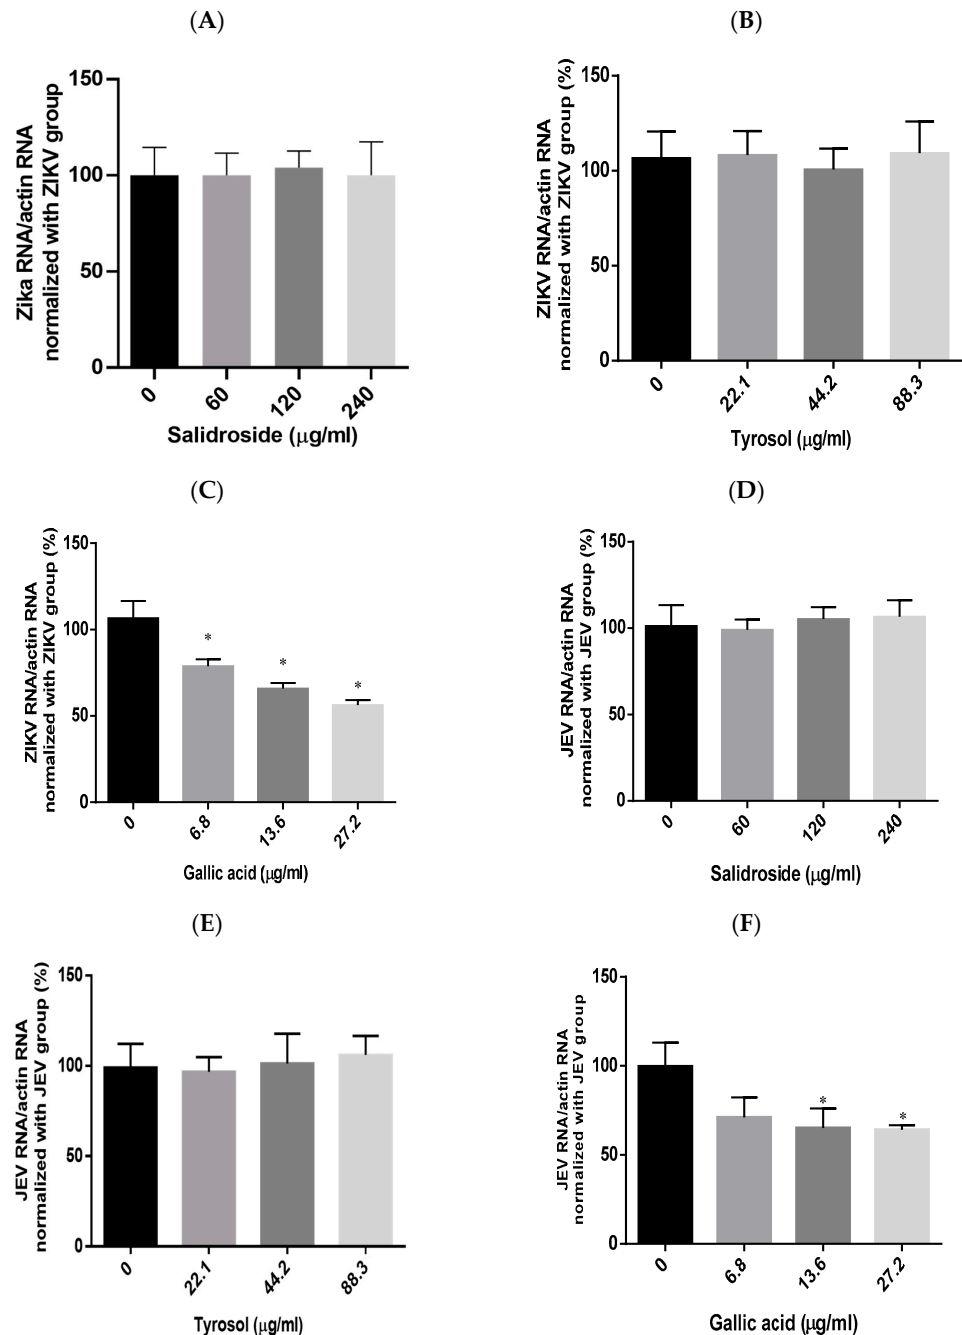 (A)
Zika RNA/actin RNA
normalized with ZIKV group
150
100
50
0
0 60 120 240
Salidroside (μg/ml)
(B)
ZIKV RNA/actin RNA
normalized with ZIKV group (%)
150
100
50
0
0 22.1 44.2 88.3
Tyrosol (μg/ml)
(C)
ZIKV RNA/actin RNA
normalized with ZIKV group (%)
150
100
50
0
* * *
0 6.8 13.6 27.2
Gallic acid (μg/ml)
(D)
JEV RNA/actin RNA
normalized with JEV group (%)
150
100
50
0
0 60 120 240
Salidroside (μg/ml)
(E)
JEV RNA/actin RNA
normalized with JEV group (%)
150
100
50
0
0 22.1 44.2 88.3
Tyrosol (μg/ml)
(F)
JEV RNA/actin RNA
normalized with JEV group
150
100
50
0
* *
0 6.8 13.6 27.2
Gallic acid (μg/ml)